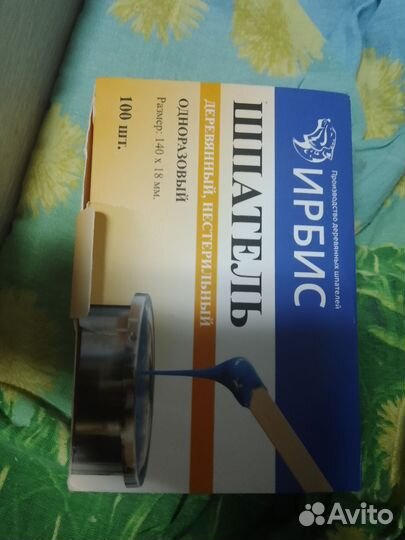 ИРБИС
Производство деревянных шпателей
ШПАТЕЛЬ
ДЕРЕВЯННЫЙ, НЕСТЕРИЛЬНЫЙ
ОДНОРАЗОВЫЙ
Размер: 140 х 18 мм.
100 шт.
Avito